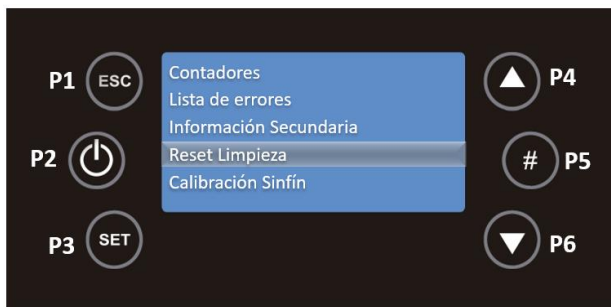 P1 ESC
P2
P3 SET
Contadores
Lista de errores
Información Secundaria
Reset Limpieza
Calibración Sinfín
P4
# P5
P6